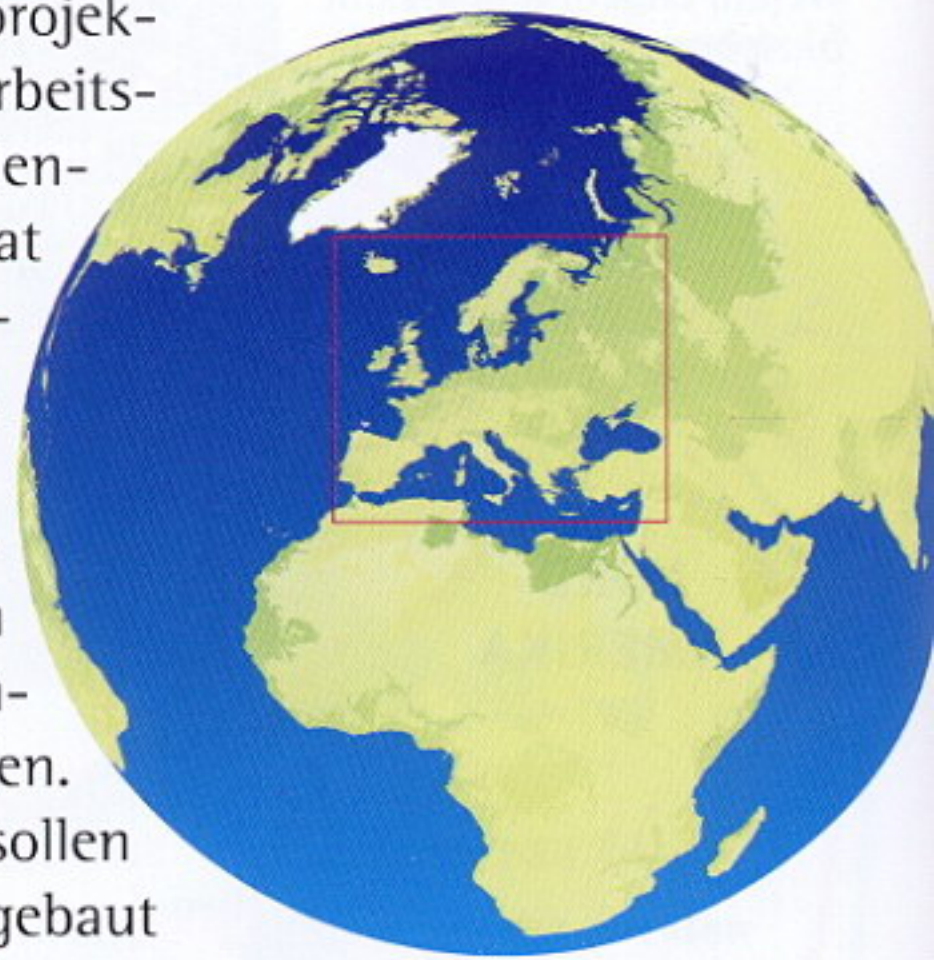 projek-
rbeits-
en-
at
-
-
en.
sollen
gebaut